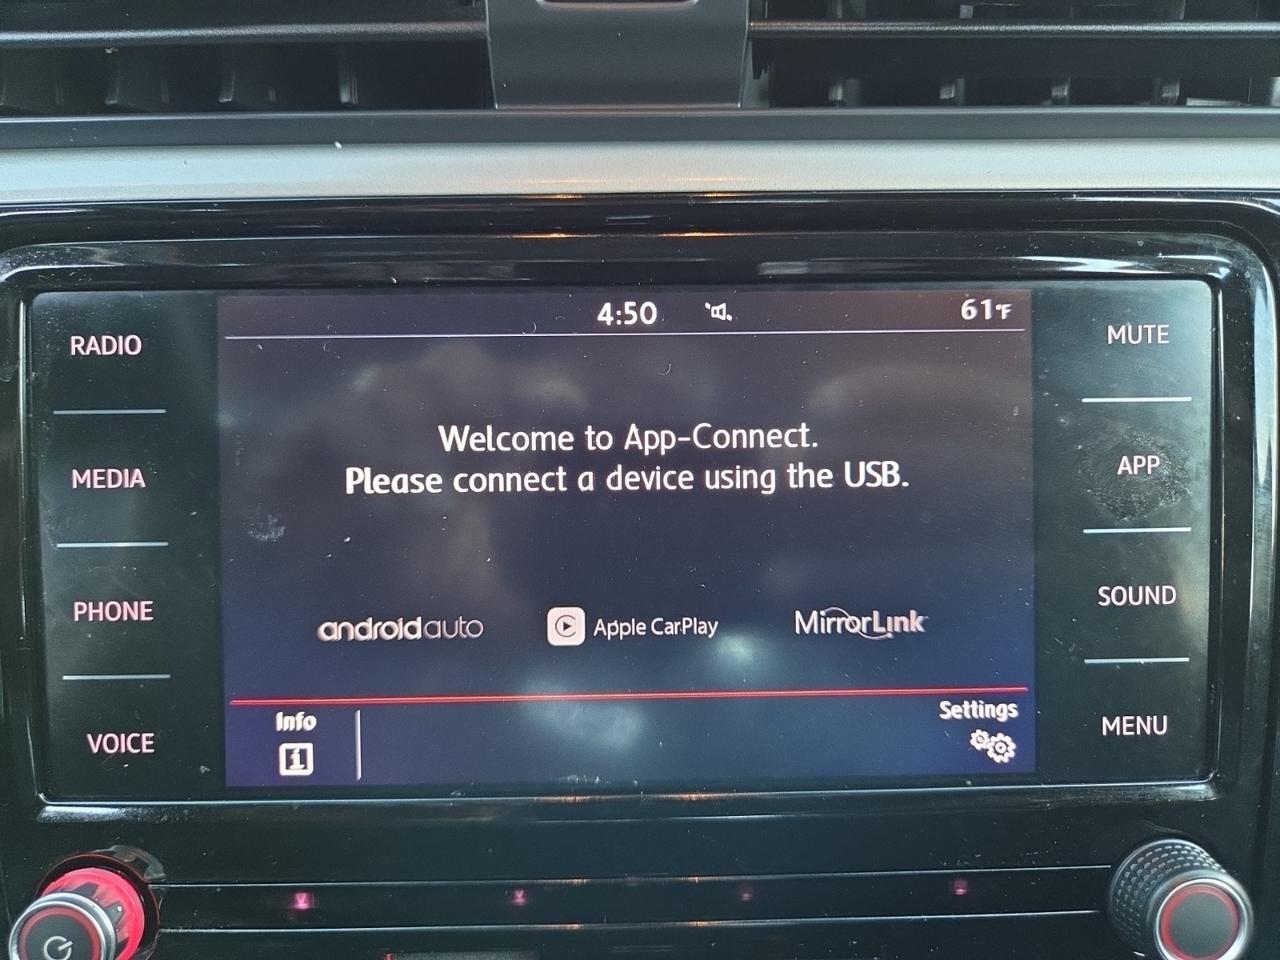 4:50
61°F
RADIO
MEDIA
PHONE
VOICE
Welcome to App-Connect.
Please connect a device using the USB.
androidauto
Apple CarPlay
MirrorLink
Info
Settings
MUTE
APP
SOUND
MENU